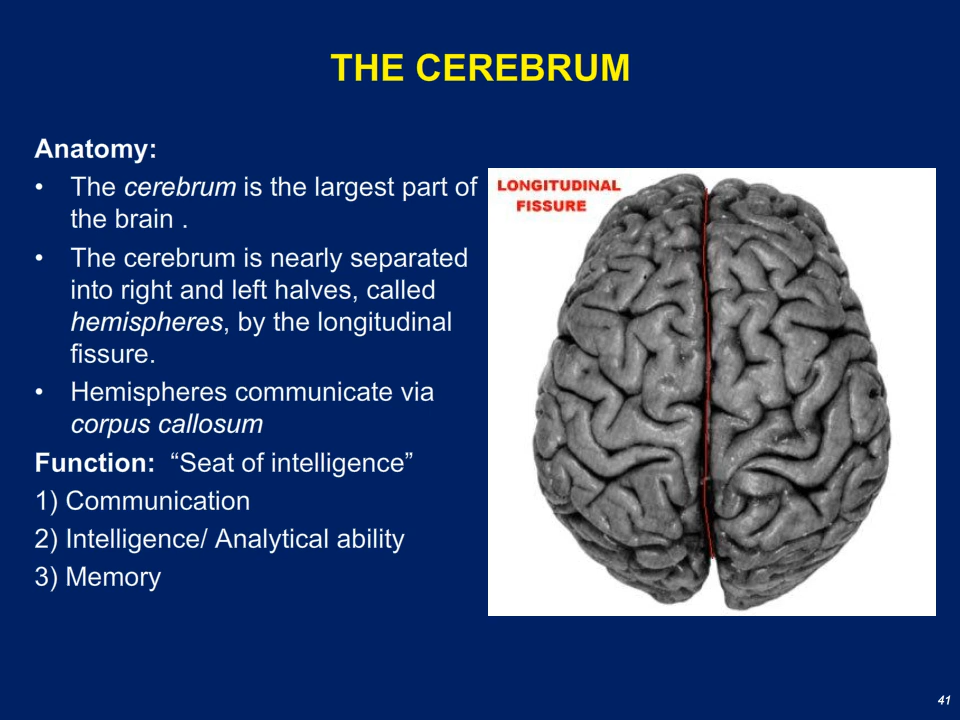 THE CEREBRUM
Anatomy:
• The cerebrum is the largest part of
the brain .
• The cerebrum is nearly separated
into right and left halves, called
hemispheres, by the longitudinal
fissure.
• Hemispheres communicate via
corpus callosum
Function:  “Seat of intelligence”
1) Communication
2) Intelligence/ Analytical ability
3) Memory
LONGITUDINAL
FISSURE
41